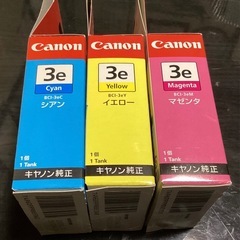 Canon
3e
Cyan
BCI-3eC
シアン
1個
1 Tank
キヤノン純正
Canon
3e
Yellow
BCI-3eY
イエロー
1個
1 Tank
キヤノン純正
Canon
3e
Magenta
BCI-3eM
マゼンタ
1個
1 Tank
キヤノン純正